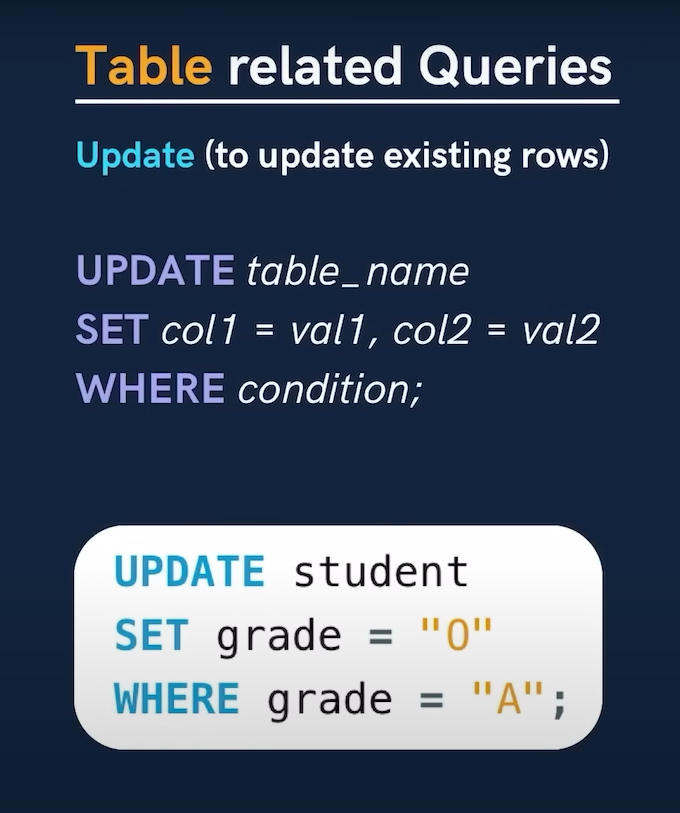 Table related Queries
Update (to update existing rows)
UPDATE table_name
SET col1 = val1, col2 = val2
WHERE condition;
UPDATE student
SET grade = "O"
WHERE grade = "A";